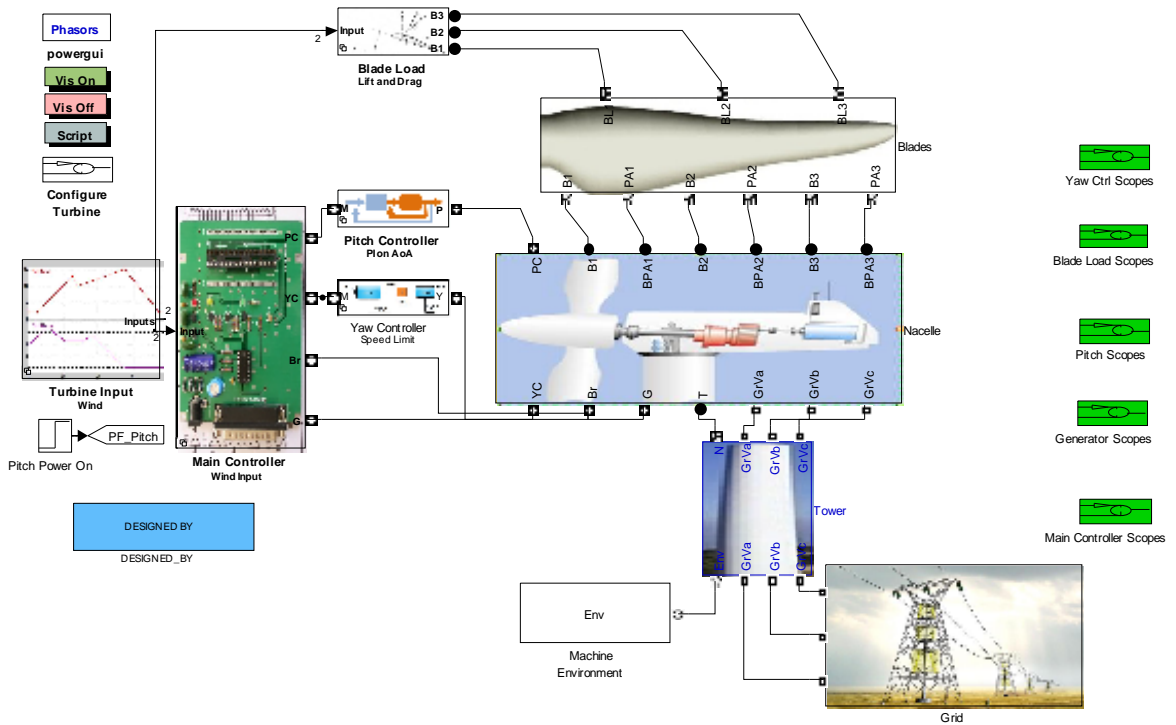 Phasors
powergui
Vis On
Vis Off
Script
Configure
Turbine
Input
2
B3
B2
B1
Blade Load
Lift and Drag
BL1
BL2
BL3
Blades
B1
PA1
B2
PA2
B3
PA3
M
P
Pitch Controller
PIon AoA
M
Y
Yaw Controller
Speed Limit
PC
YC
Br
G
Input
Main Controller
Wind Input
Inputs
2
2
Turbine Input
Wind
Pitch Power On
PF_Pitch
DESIGNED BY
DESIGNED_BY
PC
B1
BPA1
B2
BPA2
B3
BPA3
Nacelle
YC
Br
G
T
GrVa
GrVb
GrVc
N
GrVa
GrVb
GrVc
Tower
Env
GrVa
GrVb
GrVc
Env
Machine
Environment
Grid
Yaw Ctrl Scopes
Blade Load Scopes
Pitch Scopes
Generator Scopes
Main Controller Scopes